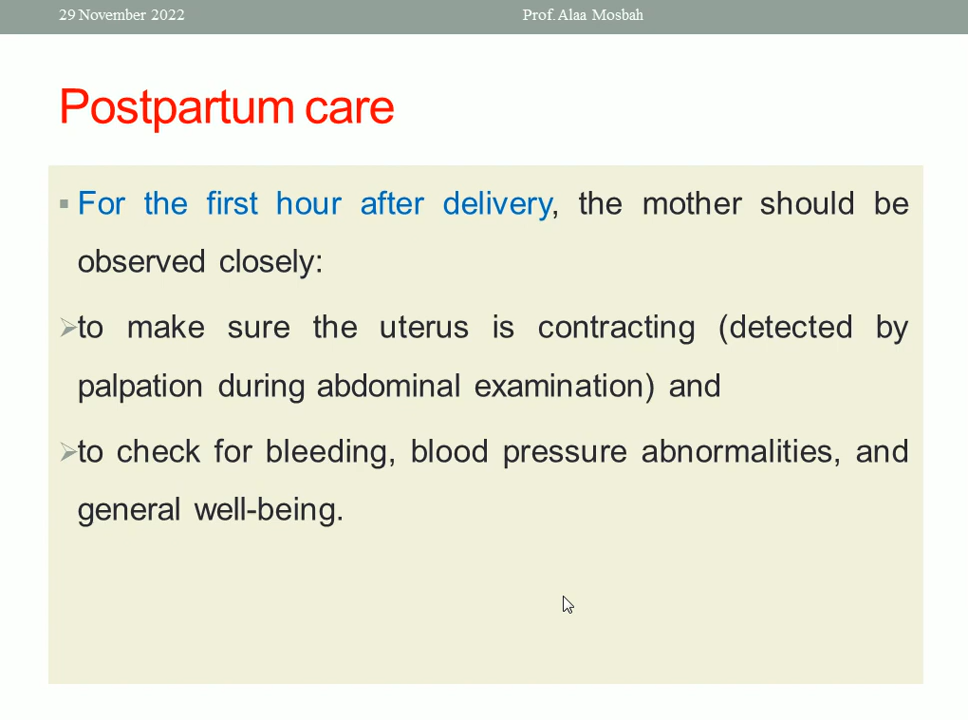 29 November 2022
Prof. Alaa Mosbah
Postpartum care
▪ For the first hour after delivery, the mother should be
observed closely:
➢to make sure the uterus is contracting (detected by
palpation during abdominal examination) and
➢to check for bleeding, blood pressure abnormalities, and
general well-being.